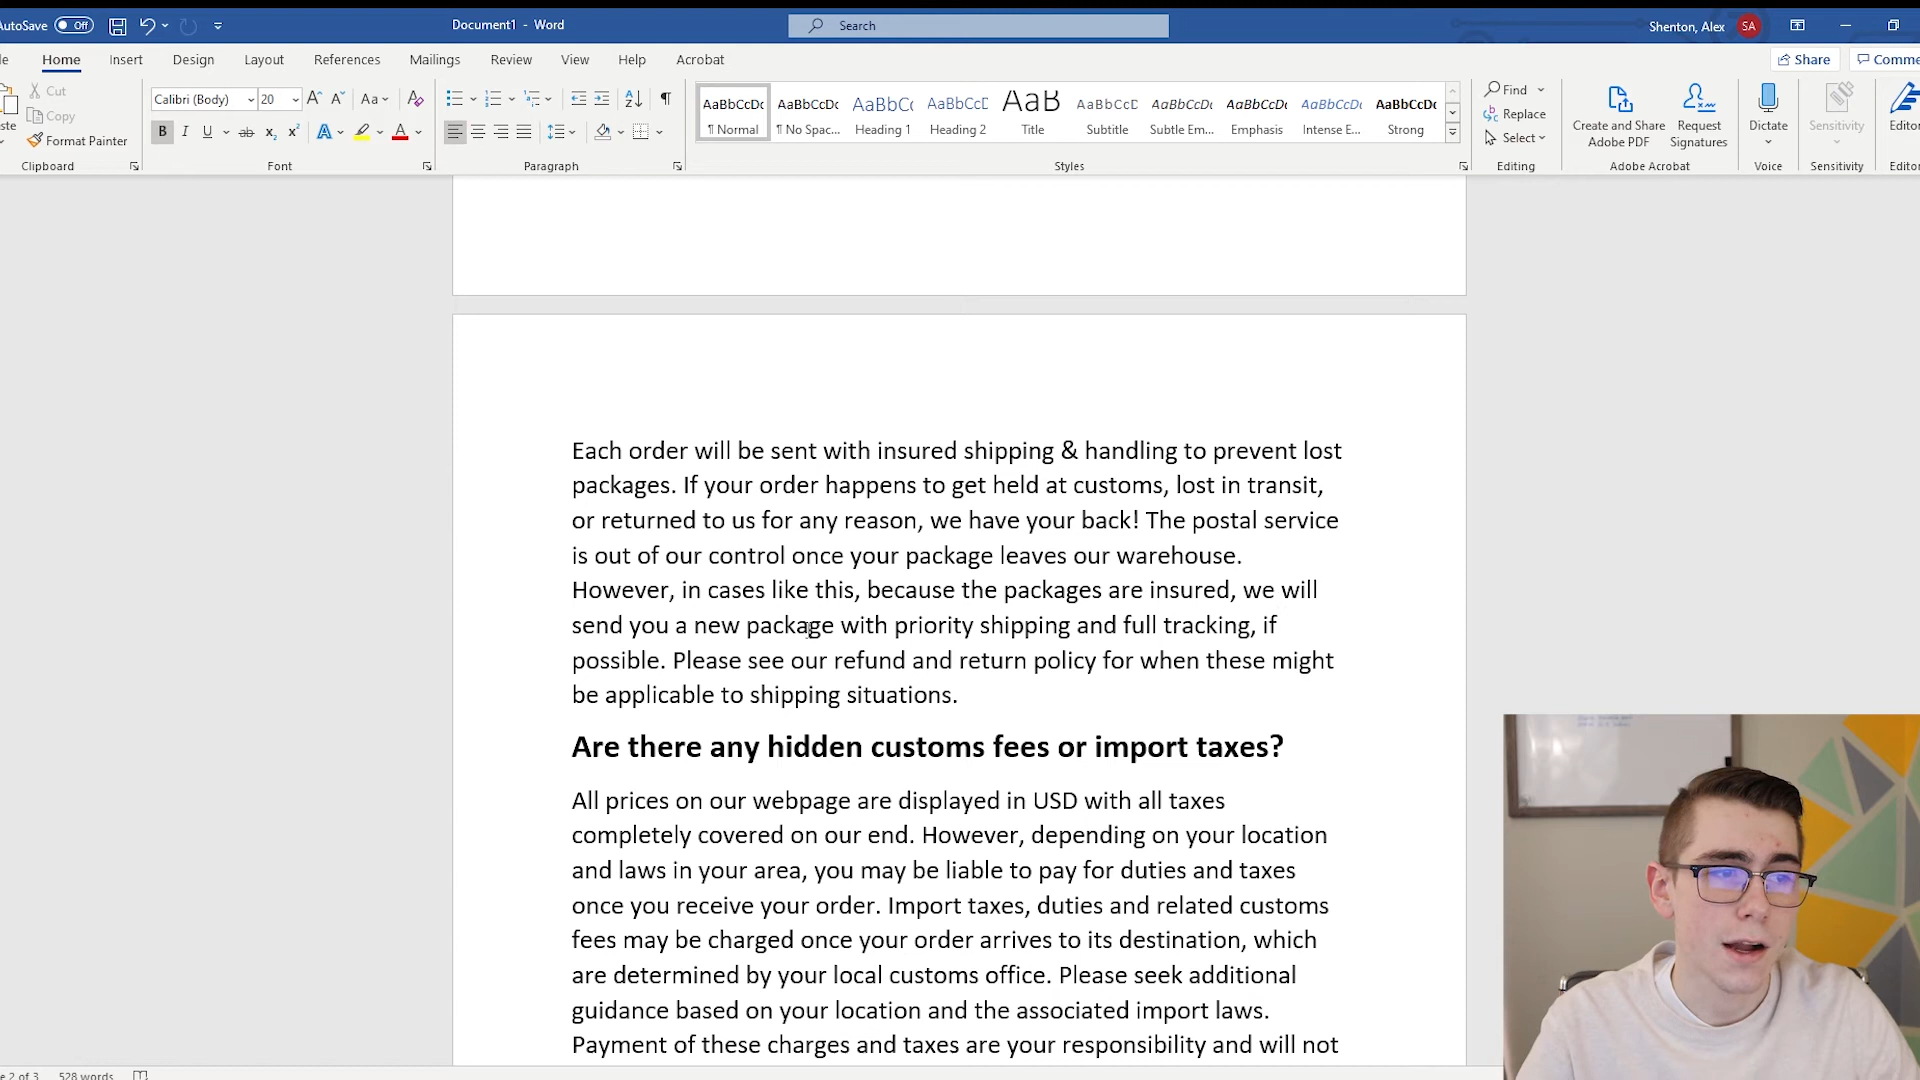 AutoSave Off Document1 - Word Search Shenton, Alex SA
Home Insert Design Layout References Mailings Review View Help Acrobat Share
Cut
Copy
Format Painter
Clipboard
Calibri (Body) 20 Aa
B I U ab x₂ x² A A
Font
Paragraph
AaBbCcDc AaBbCcDc AaBbC( AaBbCcD AaB AaBbCcD AaBbCcDc AaBbCcDc AaBbCcDc AaBbCcDc
¶ Normal ¶ No Spac... Heading 1 Heading 2 Title Subtitle Subtle Em... Emphasis Intense E... Strong
Styles
Find
Replace
Select
Editing
Create and Share
Adobe PDF
Request
Signatures
Adobe Acrobat
Dictate
Voice
Sensitivity
Sensitivity
Each order will be sent with insured shipping & handling to prevent lost
packages. If your order happens to get held at customs, lost in transit,
or returned to us for any reason, we have your back! The postal service
is out of our control once your package leaves our warehouse.
However, in cases like this, because the packages are insured, we will
send you a new package with priority shipping and full tracking, if
possible. Please see our refund and return policy for when these might
be applicable to shipping situations.
Are there any hidden customs fees or import taxes?
All prices on our webpage are displayed in USD with all taxes
completely covered on our end. However, depending on your location
and laws in your area, you may be liable to pay for duties and taxes
once you receive your order. Import taxes, duties and related customs
fees may be charged once your order arrives to its destination, which
are determined by your local customs office. Please seek additional
guidance based on your location and the associated import laws.
Payment of these charges and taxes are your responsibility and will not
2 of 3 528 words